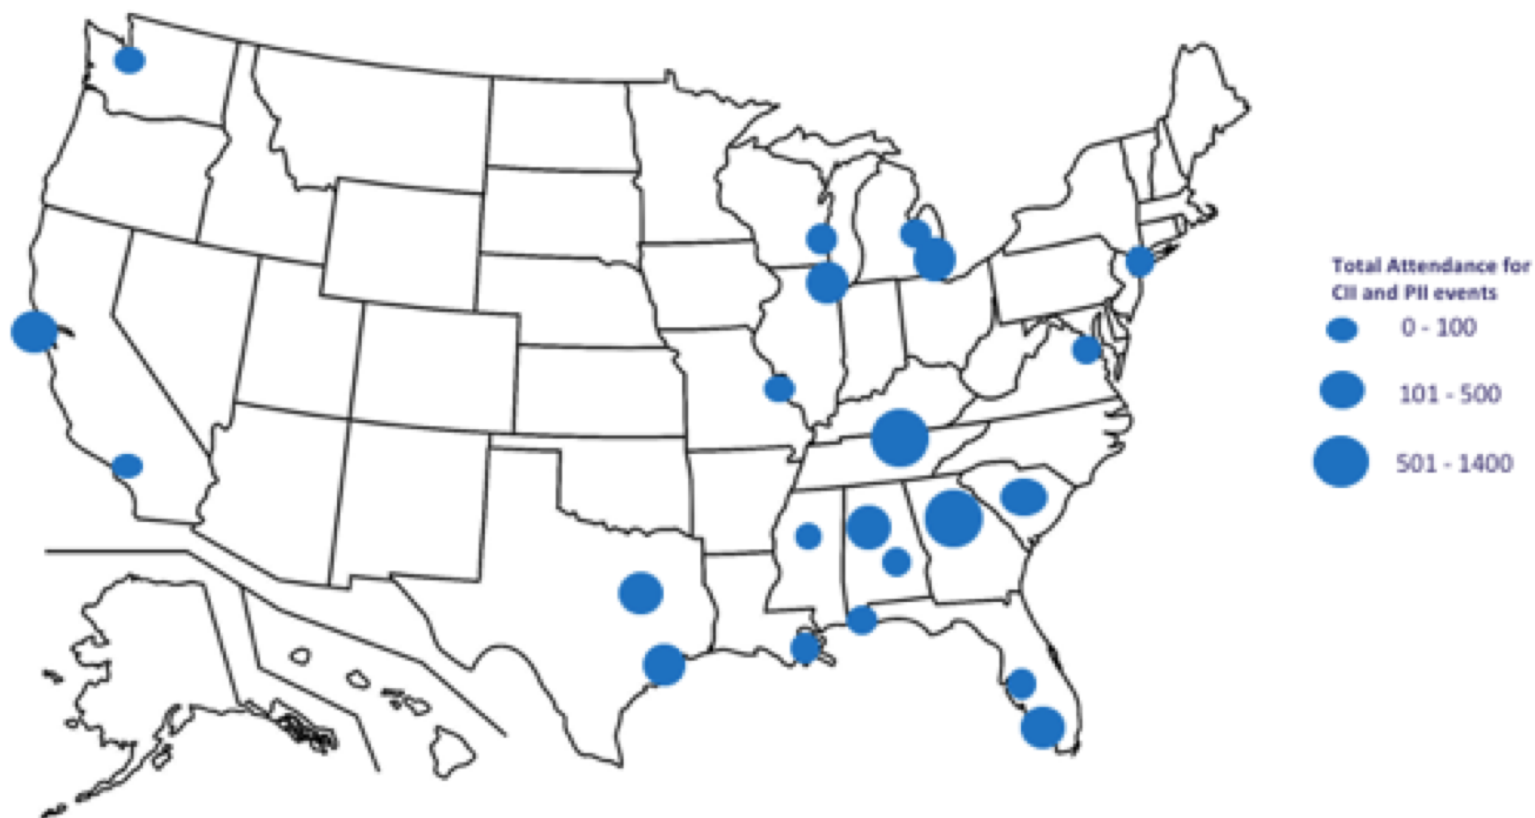 Total Attendance for
CII and PII events
0 - 100
101 - 500
501 - 1400